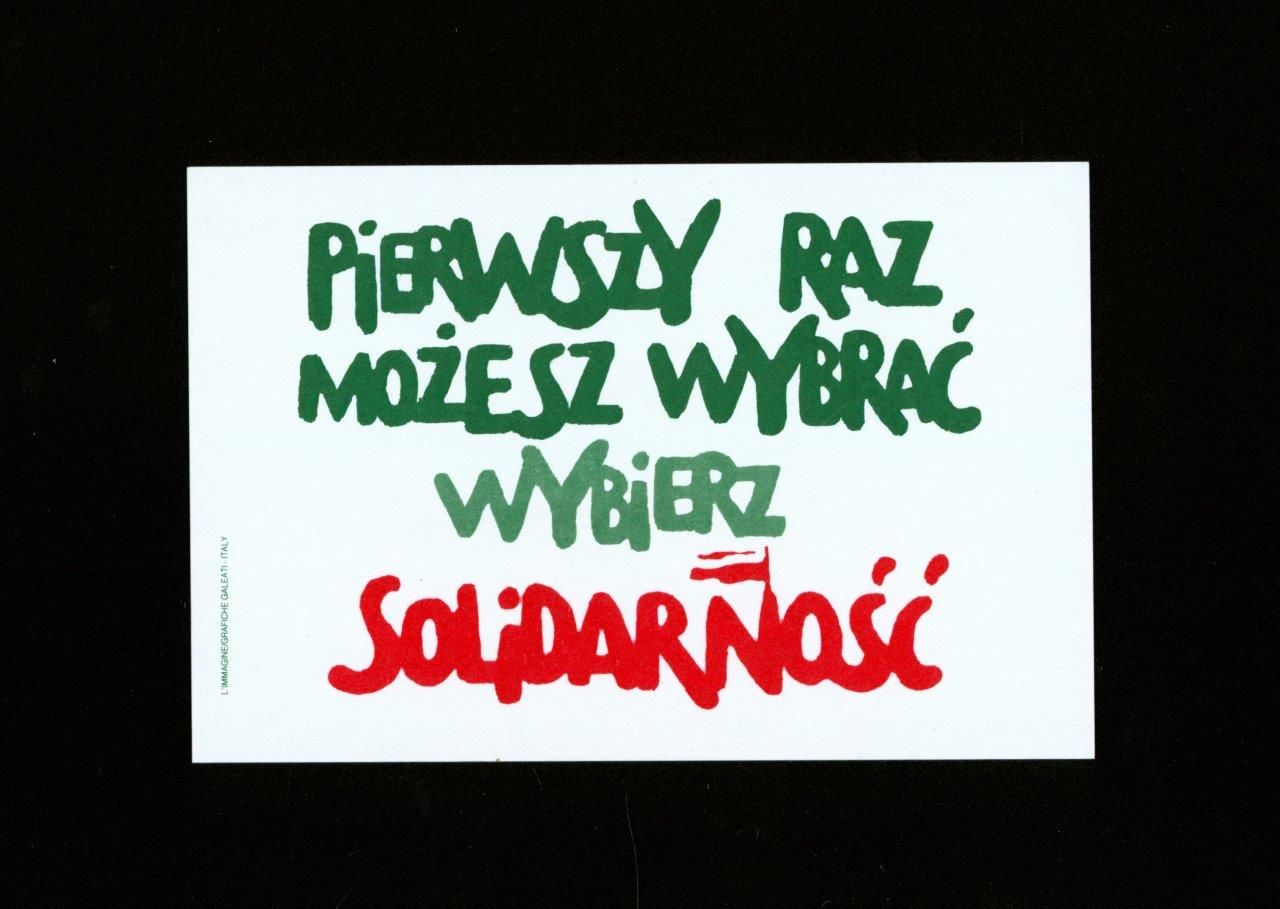 PiERWSZY RAZ
MOŻESZ WYBRAĆ
WYBiERZ
SOLiDARNOŚĆ
L'IMMAGINE/GRAFICHE GALEATI - ITALY